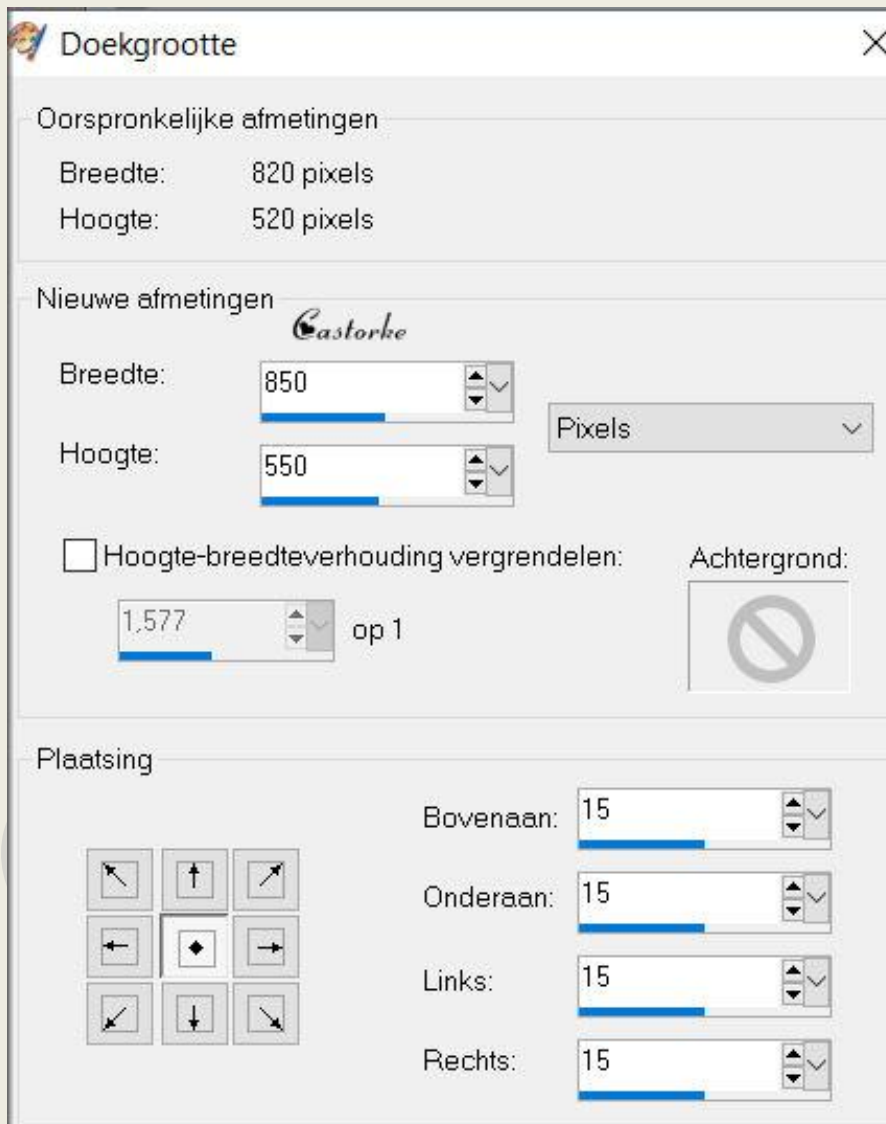 Doekgrootte
Oorspronkelijke afmetingen
Breedte: 820 pixels
Hoogte: 520 pixels
Nieuwe afmetingen
Castorke
Breedte: 850
Pixels
Hoogte: 550
Hoogte-breedteverhouding vergrendelen:
Achtergrond:
1,577 op 1
Plaatsing
Bovenaan: 15
Onderaan: 15
Links: 15
Rechts: 15